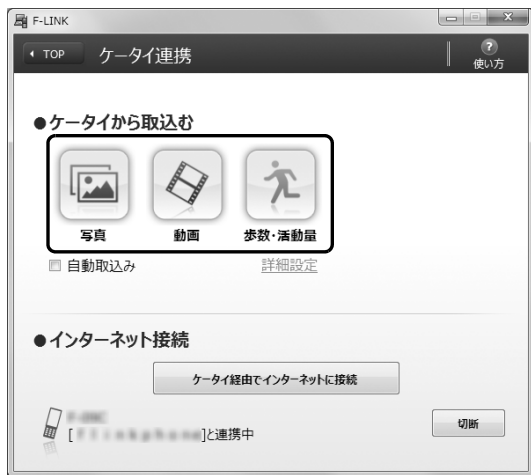 F-LINK
TOP ケータイ連携
?
使い方
●ケータイから取込む
写真 動画 歩数・活動量
自動取込み 詳細設定
●インターネット接続
ケータイ経由でインターネットに接続
[ ]と連携中
切断